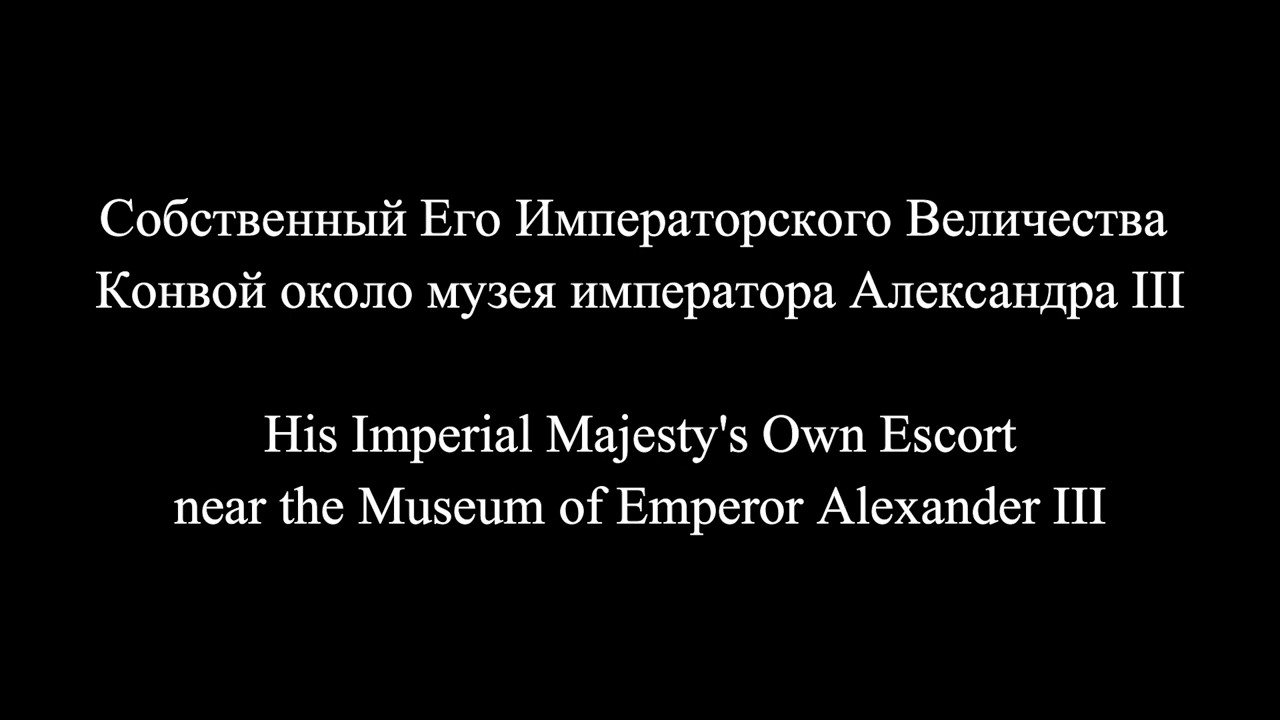 Собственный Его Императорского Величества
Конвой около музея императора Александра III
His Imperial Majesty's Own Escort
near the Museum of Emperor Alexander III